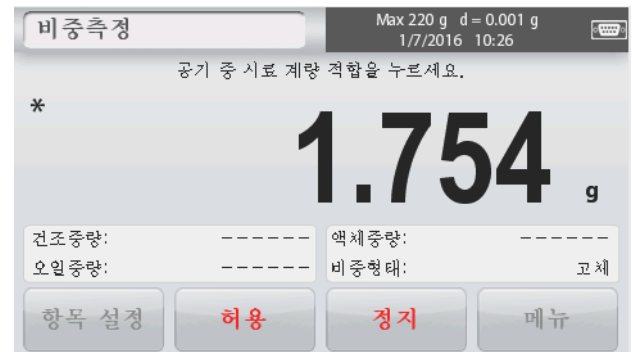 비중측정
Max 220 g d = 0.001 g
1/7/2016 10:26
공기 중 시료 계량 적합을 누르세요.
*
1.754 g
건조중량: ------ 액체중량: ------
오일중량: ------ 비중형태: 고체
항목 설정 허용 정지 메뉴